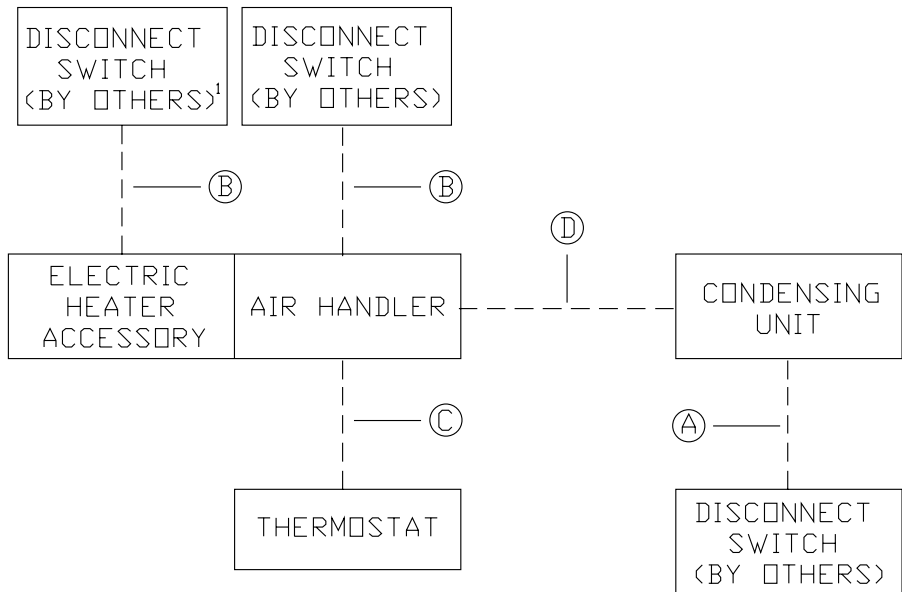 DISCONNECT
SWITCH
(BY OTHERS)¹
DISCONNECT
SWITCH
(BY OTHERS)
B
B
D
ELECTRIC
HEATER
ACCESSORY
AIR HANDLER
CONDENSING
UNIT
C
A
THERMOSTAT
DISCONNECT
SWITCH
(BY OTHERS)